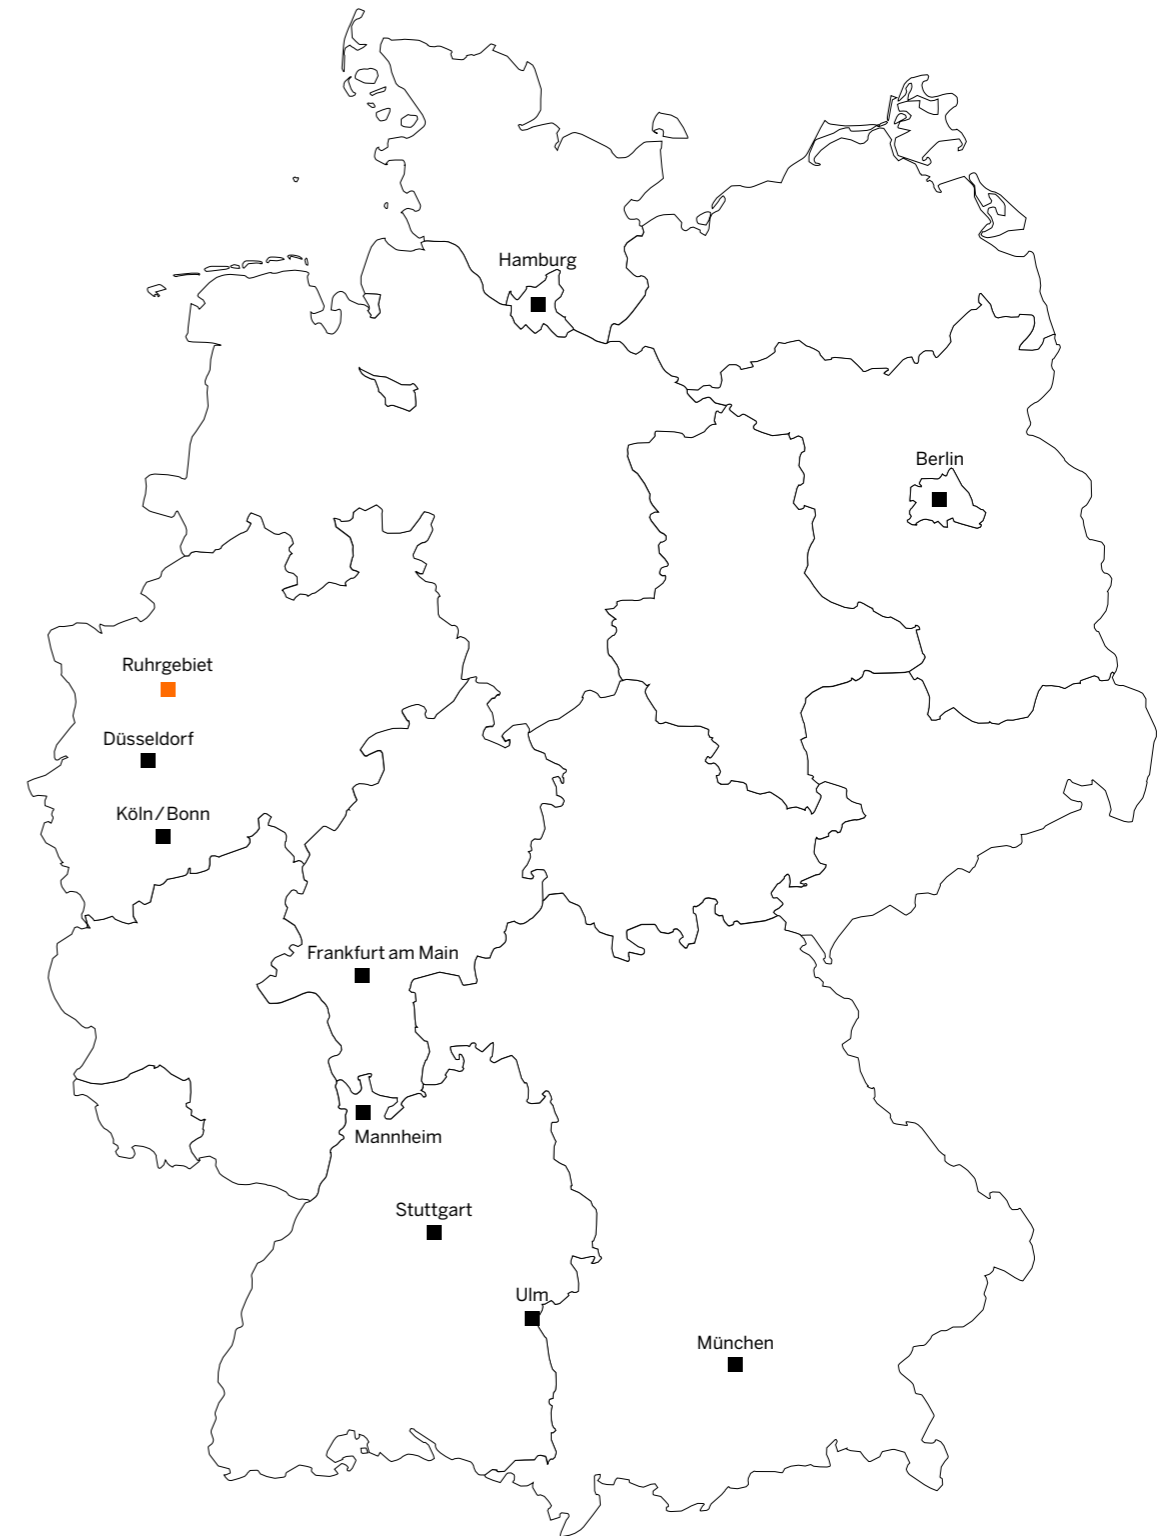 Hamburg
Berlin
Ruhrgebiet
Düsseldorf
Köln/Bonn
Frankfurt am Main
Mannheim
Stuttgart
Ulm
München